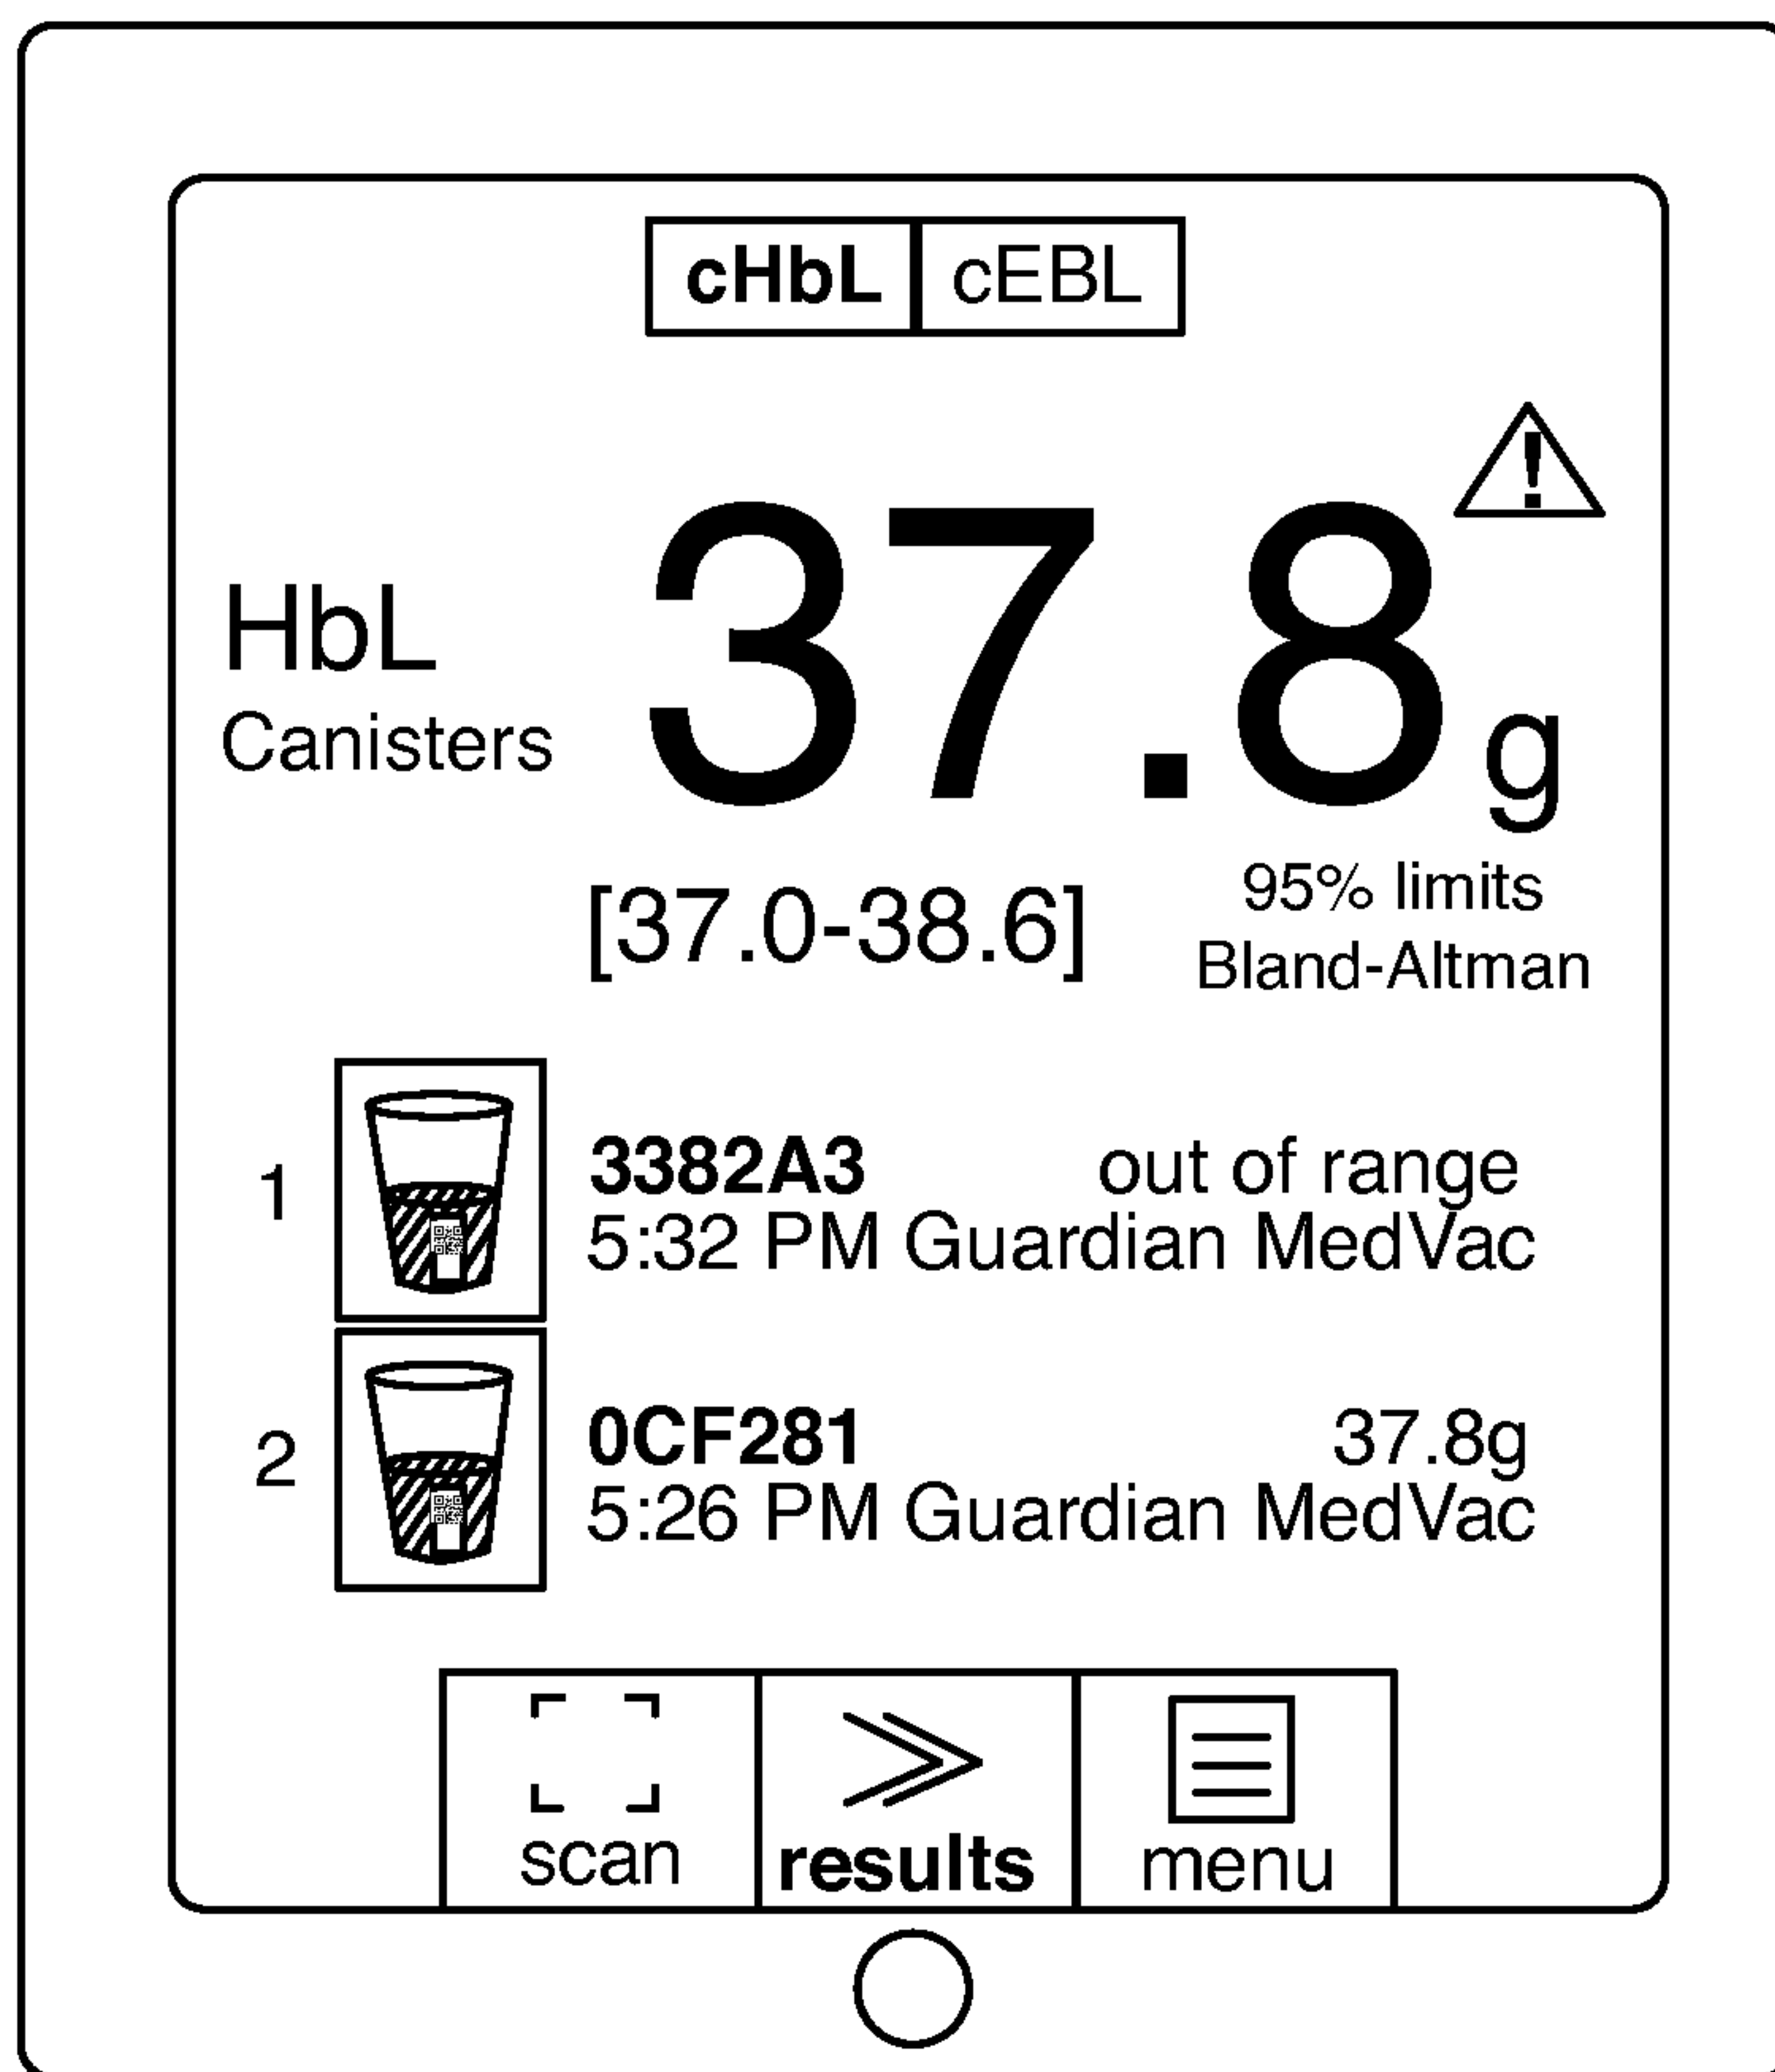 cHbL cEBL
!
HbL
Canisters
37.8 g
[37.0-38.6]
95% limits
Bland-Altman
1
3382A3 out of range
5:32 PM Guardian MedVac
2
0CF281 37.8g
5:26 PM Guardian MedVac
scan results menu